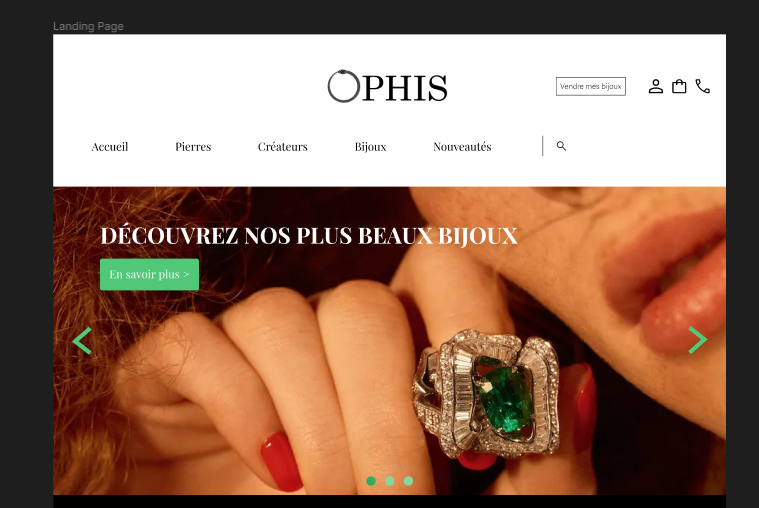 Landing Page
OPHIS
Vendre mes bijoux
Accueil Pierres Créateurs Bijoux Nouveautés
DÉCOUVREZ NOS PLUS BEAUX BIJOUX
En savoir plus >